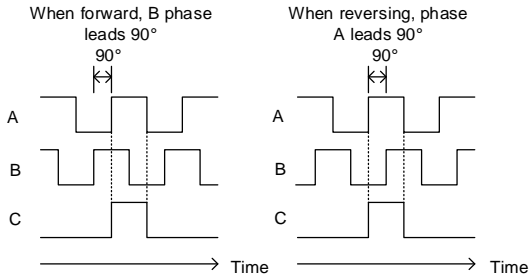 When forward, B phase
leads 90°
90°
A
B
C
Time
When reversing, phase
A leads 90°
90°
A
B
C
Time